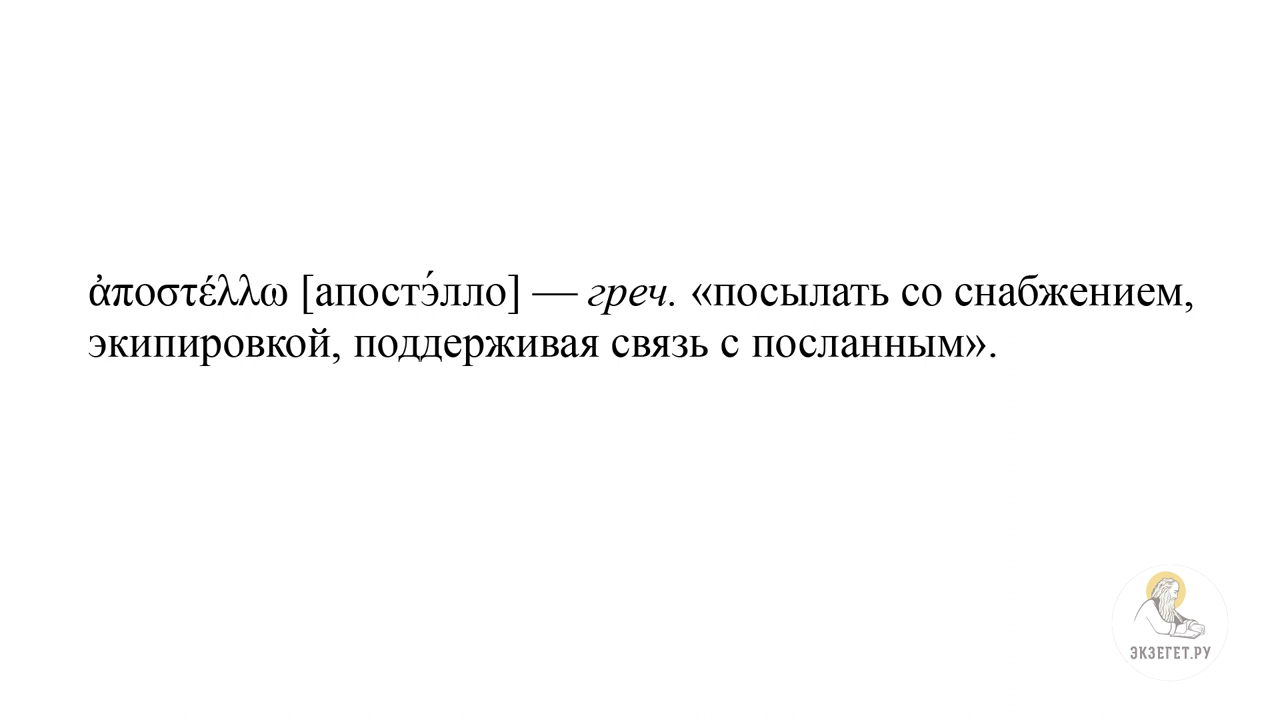 ἀποστέλλω [апостэ́лло] — греч. «посылать со снабжением,
экипировкой, поддерживая связь с посланным».
ЭКЗЕГЕТ.РУ